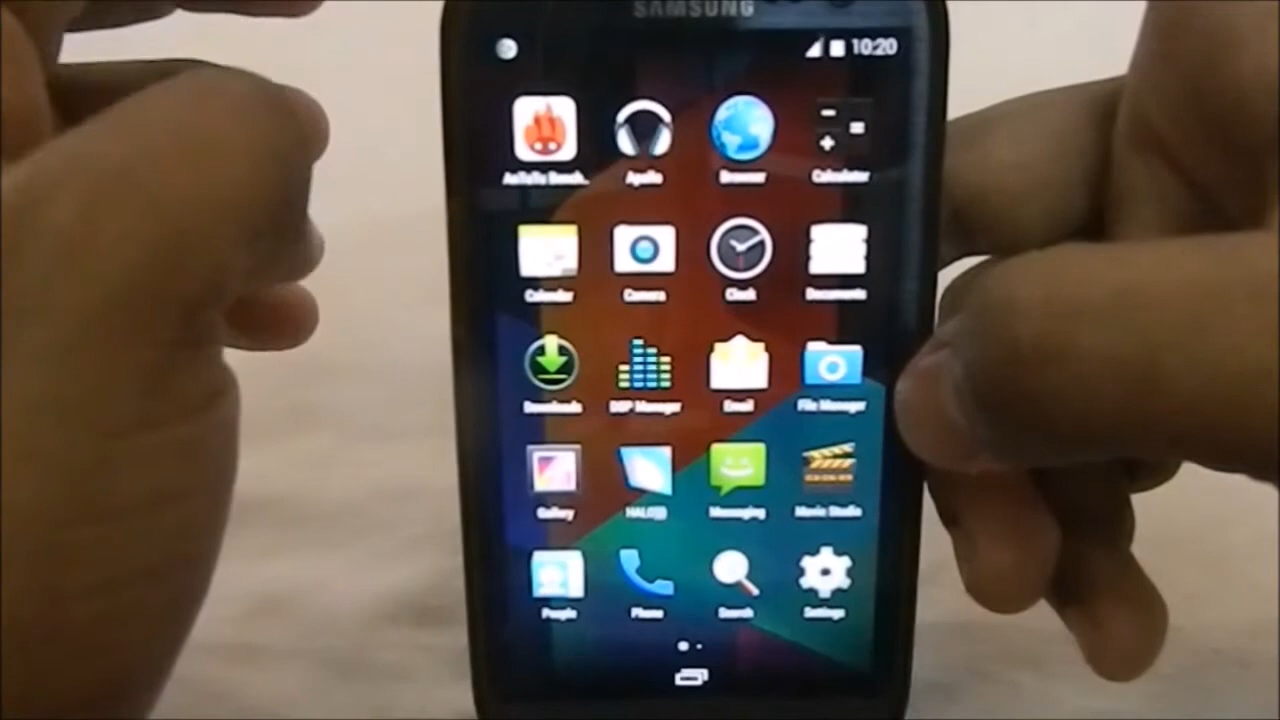 SAMSUNG
10:20
AnTuTu Bench..
Apollo
Browser
Calculator
Calendar
Camera
Clock
Documents
Downloads
DSP Manager
Email
File Manager
Gallery
HALO)))
Messaging
Movie Studio
People
Phone
Search
Settings